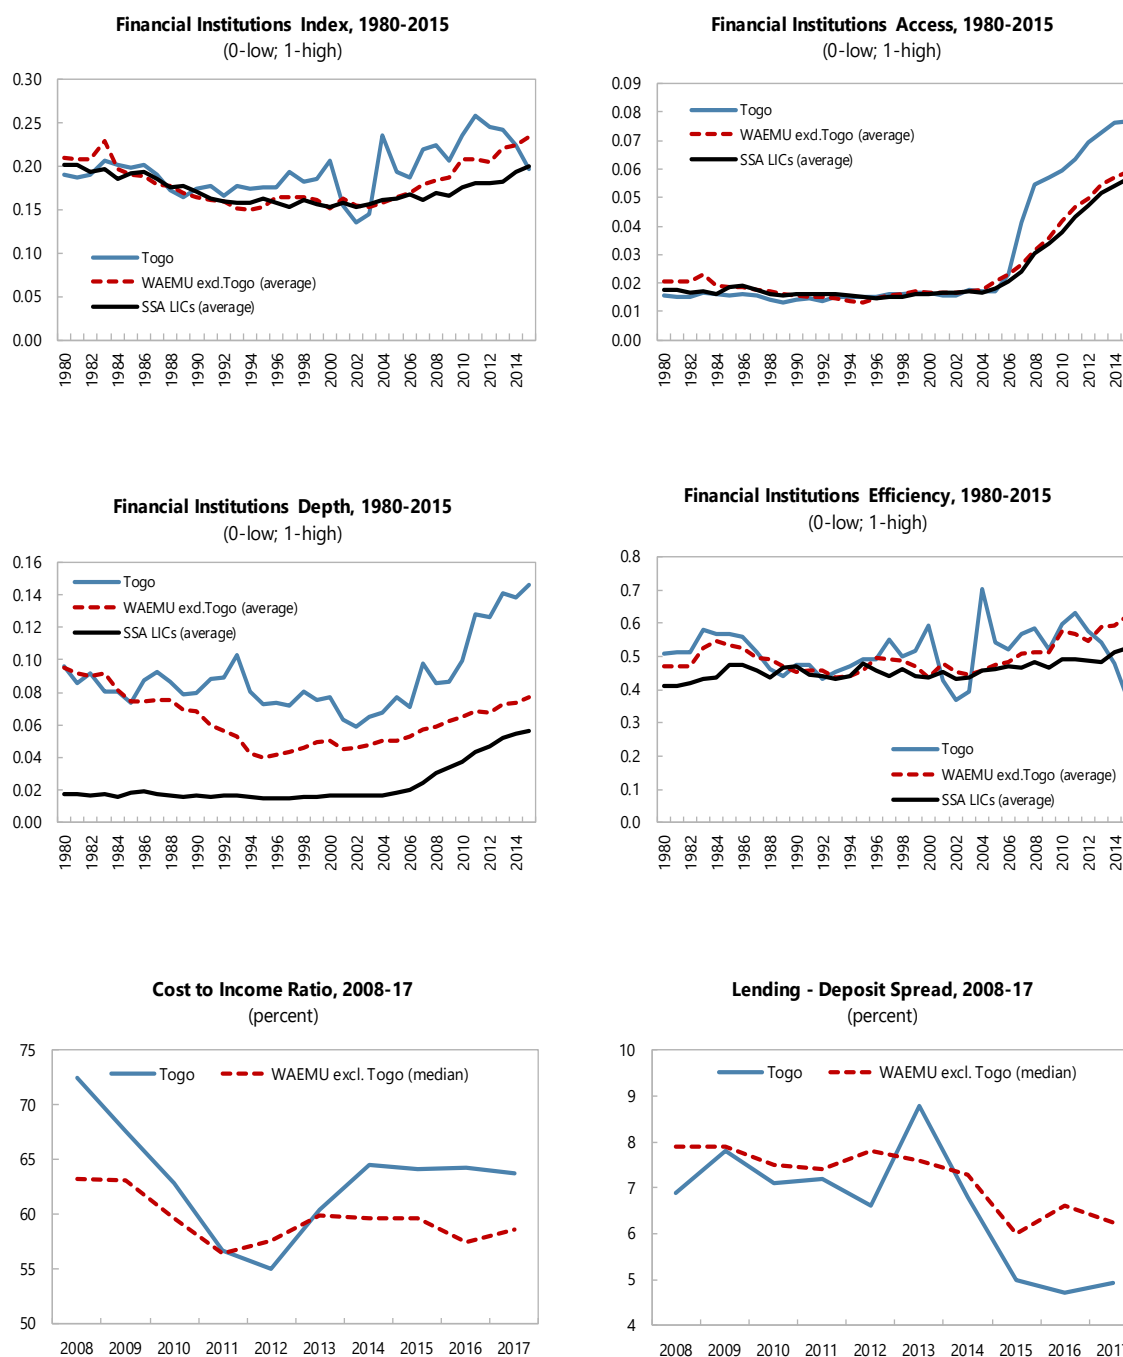 Financial Institutions Index, 1980-2015
(0-low; 1-high)
0.30
0.25
0.20
0.15
0.10
0.05
0.00
Togo
WAEMU exd.Togo (average)
SSA LICs (average)
1980 1982 1984 1986 1988 1990 1992 1994 1996 1998 2000 2002 2004 2006 2008 2010 2012 2014
Financial Institutions Access, 1980-2015
(0-low; 1-high)
0.09
0.08
0.07
0.06
0.05
0.04
0.03
0.02
0.01
0.00
Togo
WAEMU exd.Togo (average)
SSA LICs (average)
1980 1982 1984 1986 1988 1990 1992 1994 1996 1998 2000 2002 2004 2006 2008 2010 2012 2014
Financial Institutions Depth, 1980-2015
(0-low; 1-high)
0.16
0.14
0.12
0.10
0.08
0.06
0.04
0.02
0.00
Togo
WAEMU exd.Togo (average)
SSA LICs (average)
1980 1982 1984 1986 1988 1990 1992 1994 1996 1998 2000 2002 2004 2006 2008 2010 2012 2014
Financial Institutions Efficiency, 1980-2015
(0-low; 1-high)
0.8
0.7
0.6
0.5
0.4
0.3
0.2
0.1
0.0
Togo
WAEMU exd.Togo (average)
SSA LICs (average)
1980 1982 1984 1986 1988 1990 1992 1994 1996 1998 2000 2002 2004 2006 2008 2010 2012 2014
Cost to Income Ratio, 2008-17
(percent)
75
70
65
60
55
50
Togo WAEMU excl. Togo (median)
2008 2009 2010 2011 2012 2013 2014 2015 2016 2017
Lending - Deposit Spread, 2008-17
(percent)
10
9
8
7
6
5
4
Togo WAEMU excl. Togo (median)
2008 2009 2010 2011 2012 2013 2014 2015 2016